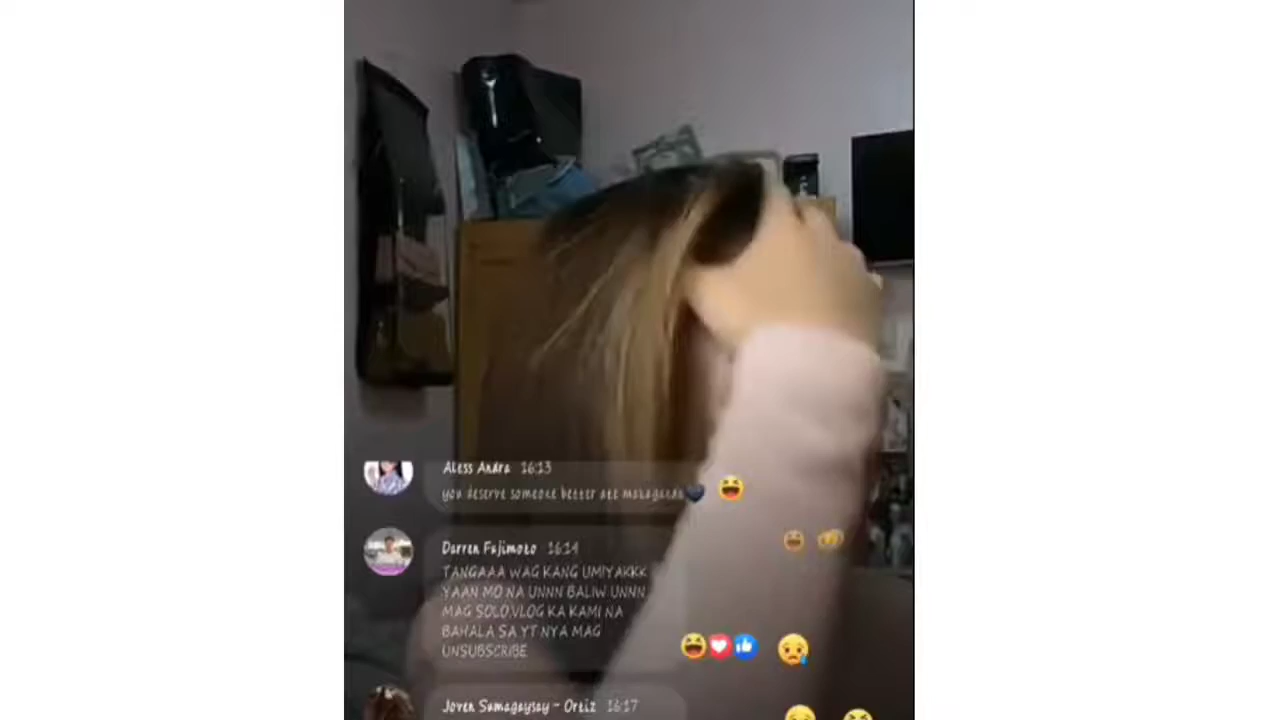 Aless Andra 16:13
you deserve someone better ate
Darren Fujimoto 16:14
TANGAAA WAG KANG UMIYAKKK
YAAN MO NA UNNN BALIW UNNN
MAG SOLO VLOG KA KAMI NA
BAHALA SA YT NYA MAG
UNSUBSCRIBE
Joven Sumagaysay - Ortiz 16:17